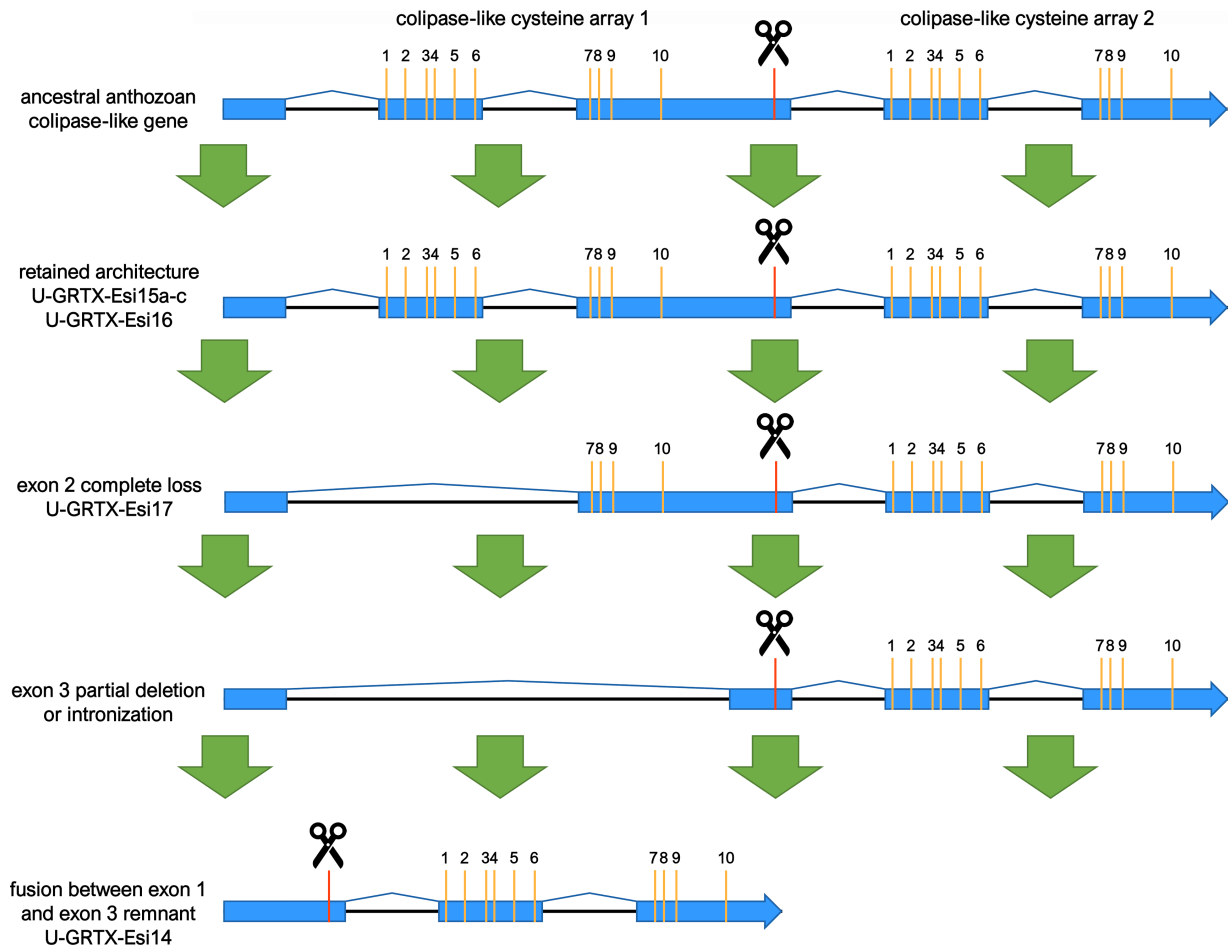 colipase-like cysteine array 1
colipase-like cysteine array 2
1 2 34 5 6 78 9 10 1 2 34 5 6 78 9 10
ancestral anthozoan
colipase-like gene
1 2 34 5 6 78 9 10 1 2 34 5 6 78 9 10
retained architecture
U-GRTX-Esi15a-c
U-GRTX-Esi16
78 9 10 1 2 34 5 6 78 9 10
exon 2 complete loss
U-GRTX-Esi17
1 2 34 5 6 78 9 10
exon 3 partial deletion
or intronization
1 2 34 5 6 78 9 10
fusion between exon 1
and exon 3 remnant
U-GRTX-Esi14